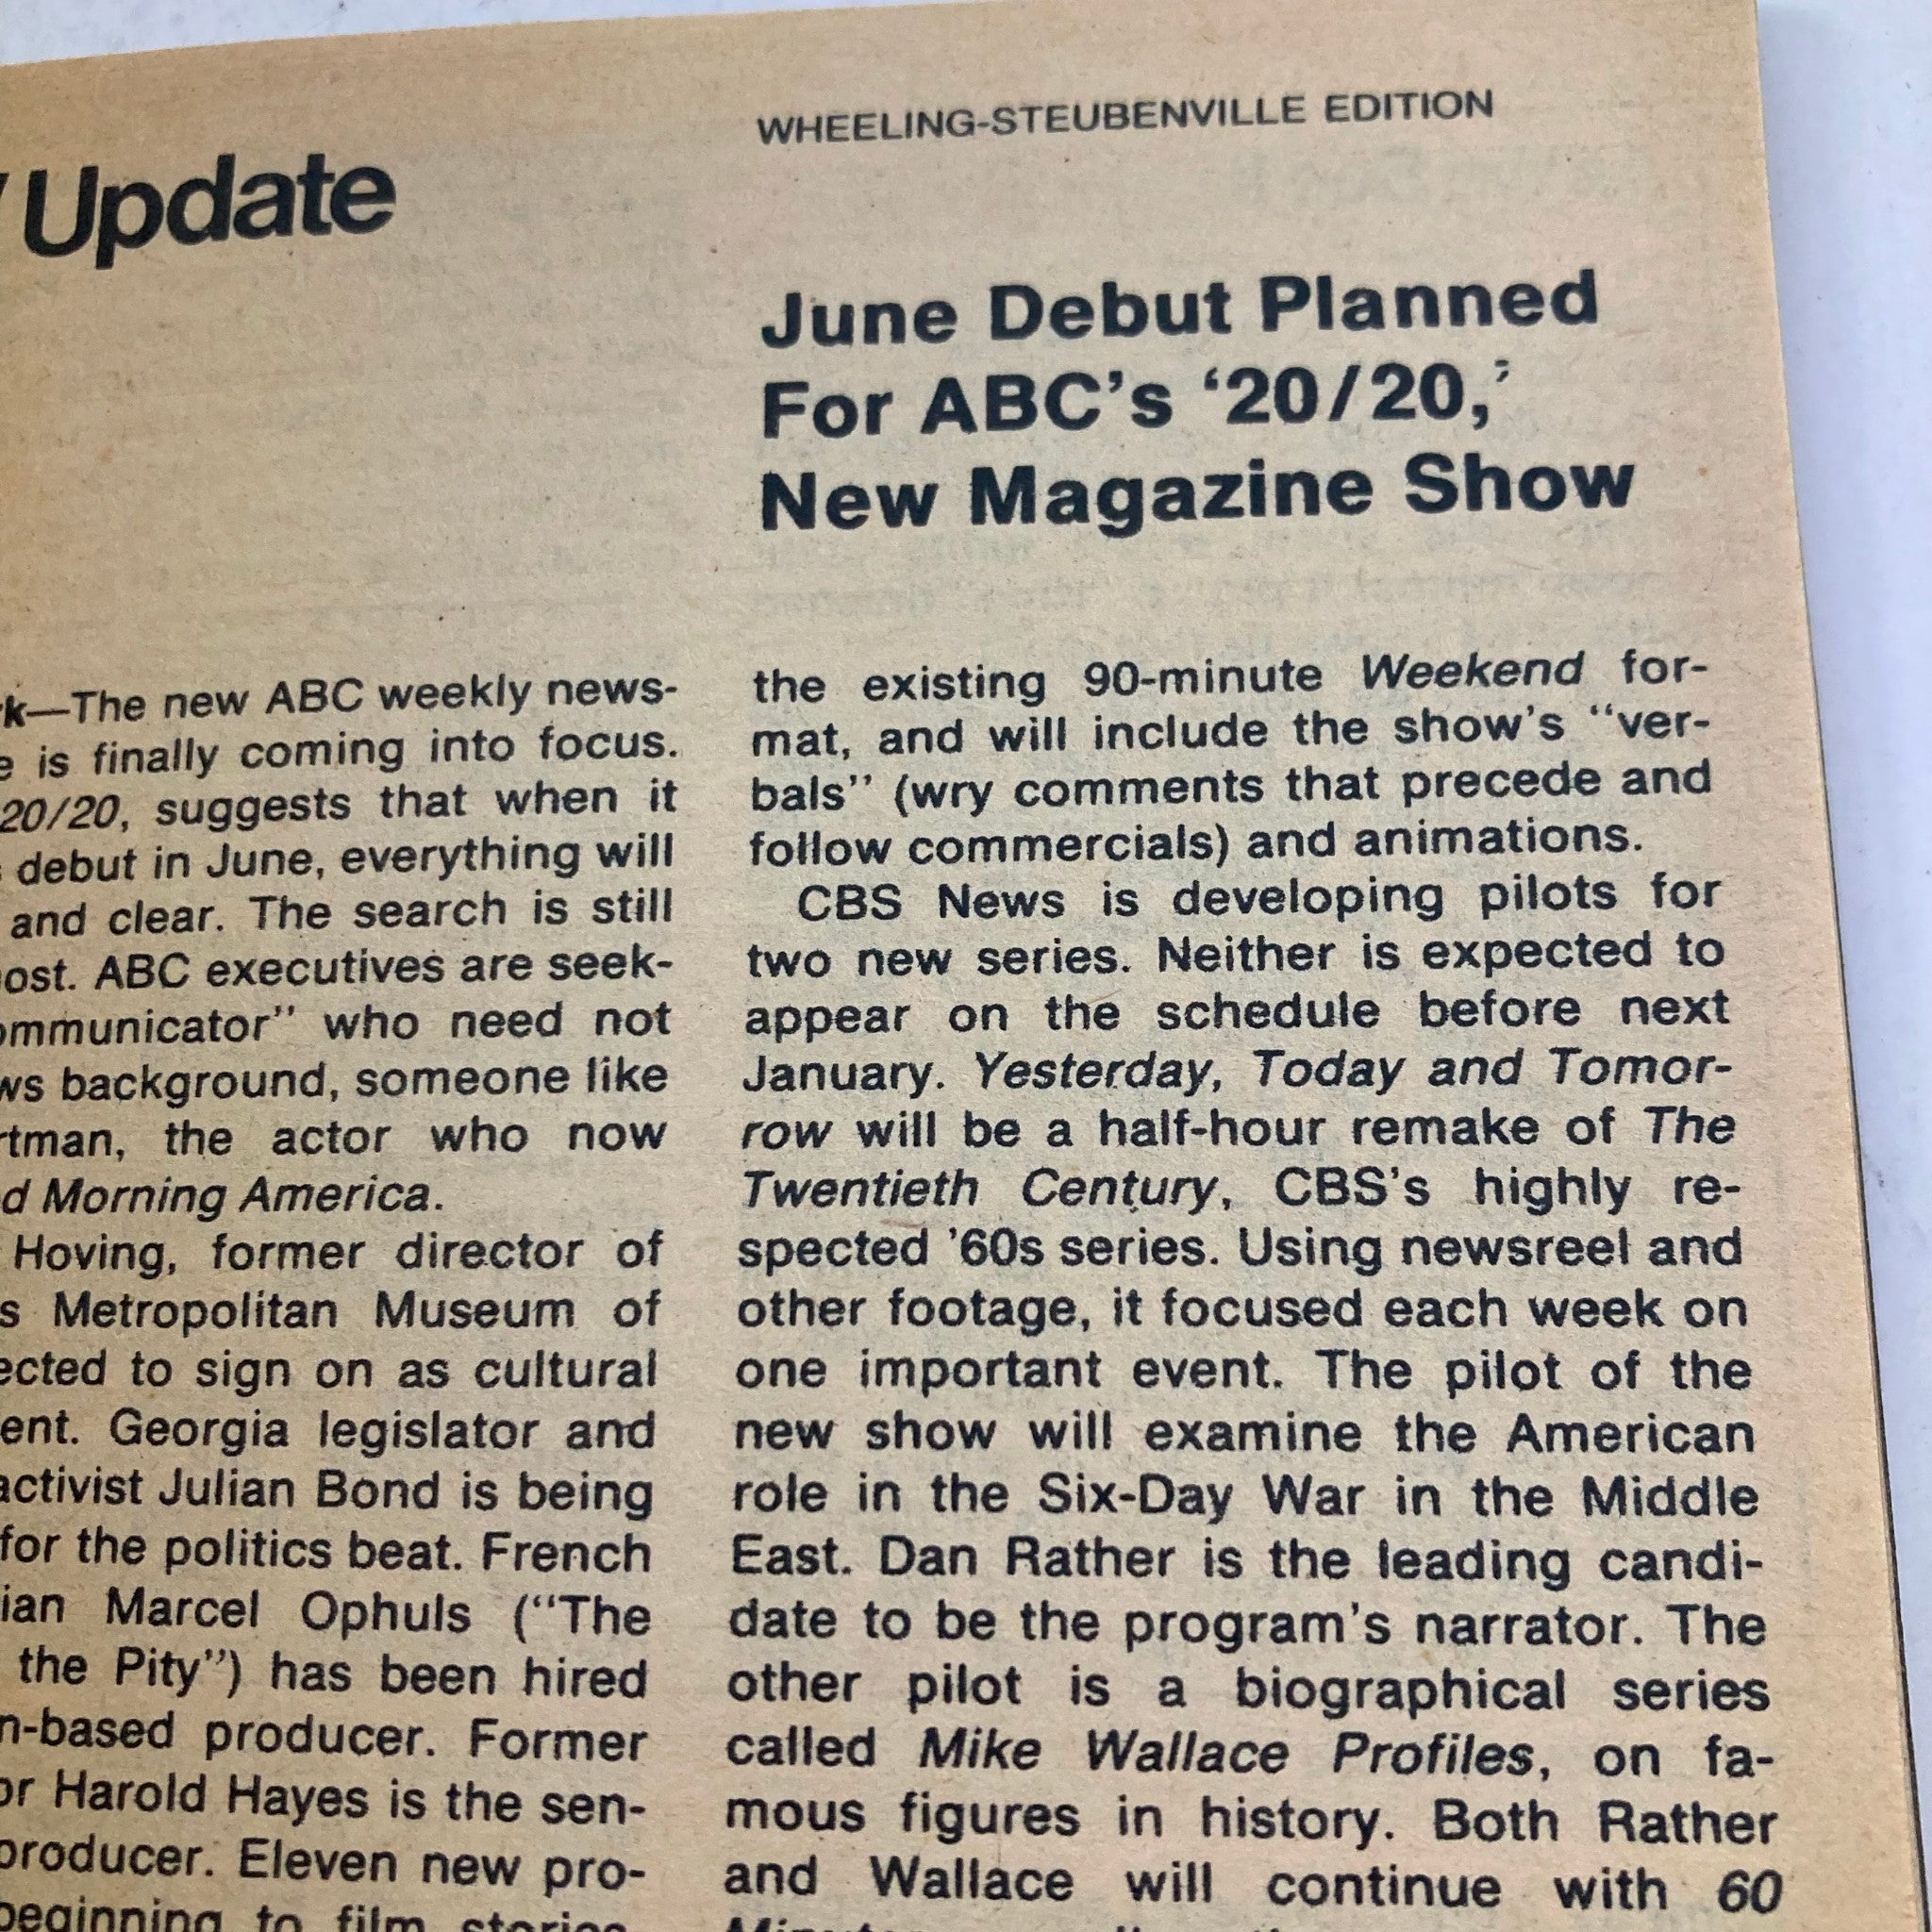 WHEELING-STEUBENVILLE EDITION
Update
June Debut Planned
For ABC's '20/20,'
New Magazine Show
k—The new ABC weekly news-
e is finally coming into focus.
20/20, suggests that when it
debut in June, everything will
and clear. The search is still
ost. ABC executives are seek-
ommunicator" who need not
ws background, someone like
rtman, the actor who now
d Morning America.
Hoving, former director of
s Metropolitan Museum of
ected to sign on as cultural
ent. Georgia legislator and
activist Julian Bond is being
for the politics beat. French
ian Marcel Ophuls ("The
the Pity") has been hired
n-based producer. Former
or Harold Hayes is the sen-
producer. Eleven new pro-
beginning to film stories
the existing 90-minute Weekend for-
mat, and will include the show's "ver-
bals" (wry comments that precede and
follow commercials) and animations.
CBS News is developing pilots for
two new series. Neither is expected to
appear on the schedule before next
January. Yesterday, Today and Tomor-
row will be a half-hour remake of The
Twentieth Century, CBS's highly re-
spected '60s series. Using newsreel and
other footage, it focused each week on
one important event. The pilot of the
new show will examine the American
role in the Six-Day War in the Middle
East. Dan Rather is the leading candi-
date to be the program's narrator. The
other pilot is a biographical series
called Mike Wallace Profiles, on fa-
mous figures in history. Both Rather
and Wallace will continue with 60